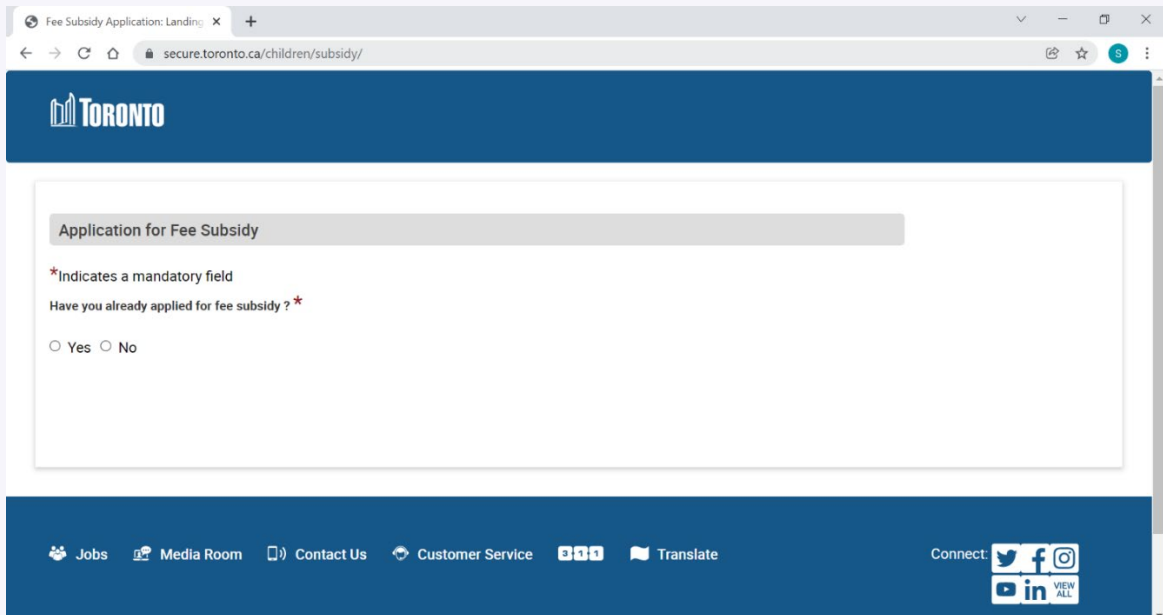 Fee Subsidy Application: Landing
secure.toronto.ca/children/subsidy/
S
TORONTO
Application for Fee Subsidy
*Indicates a mandatory field
Have you already applied for fee subsidy ? *
Yes No
Jobs Media Room Contact Us Customer Service 311 Translate Connect:
VIEW ALL